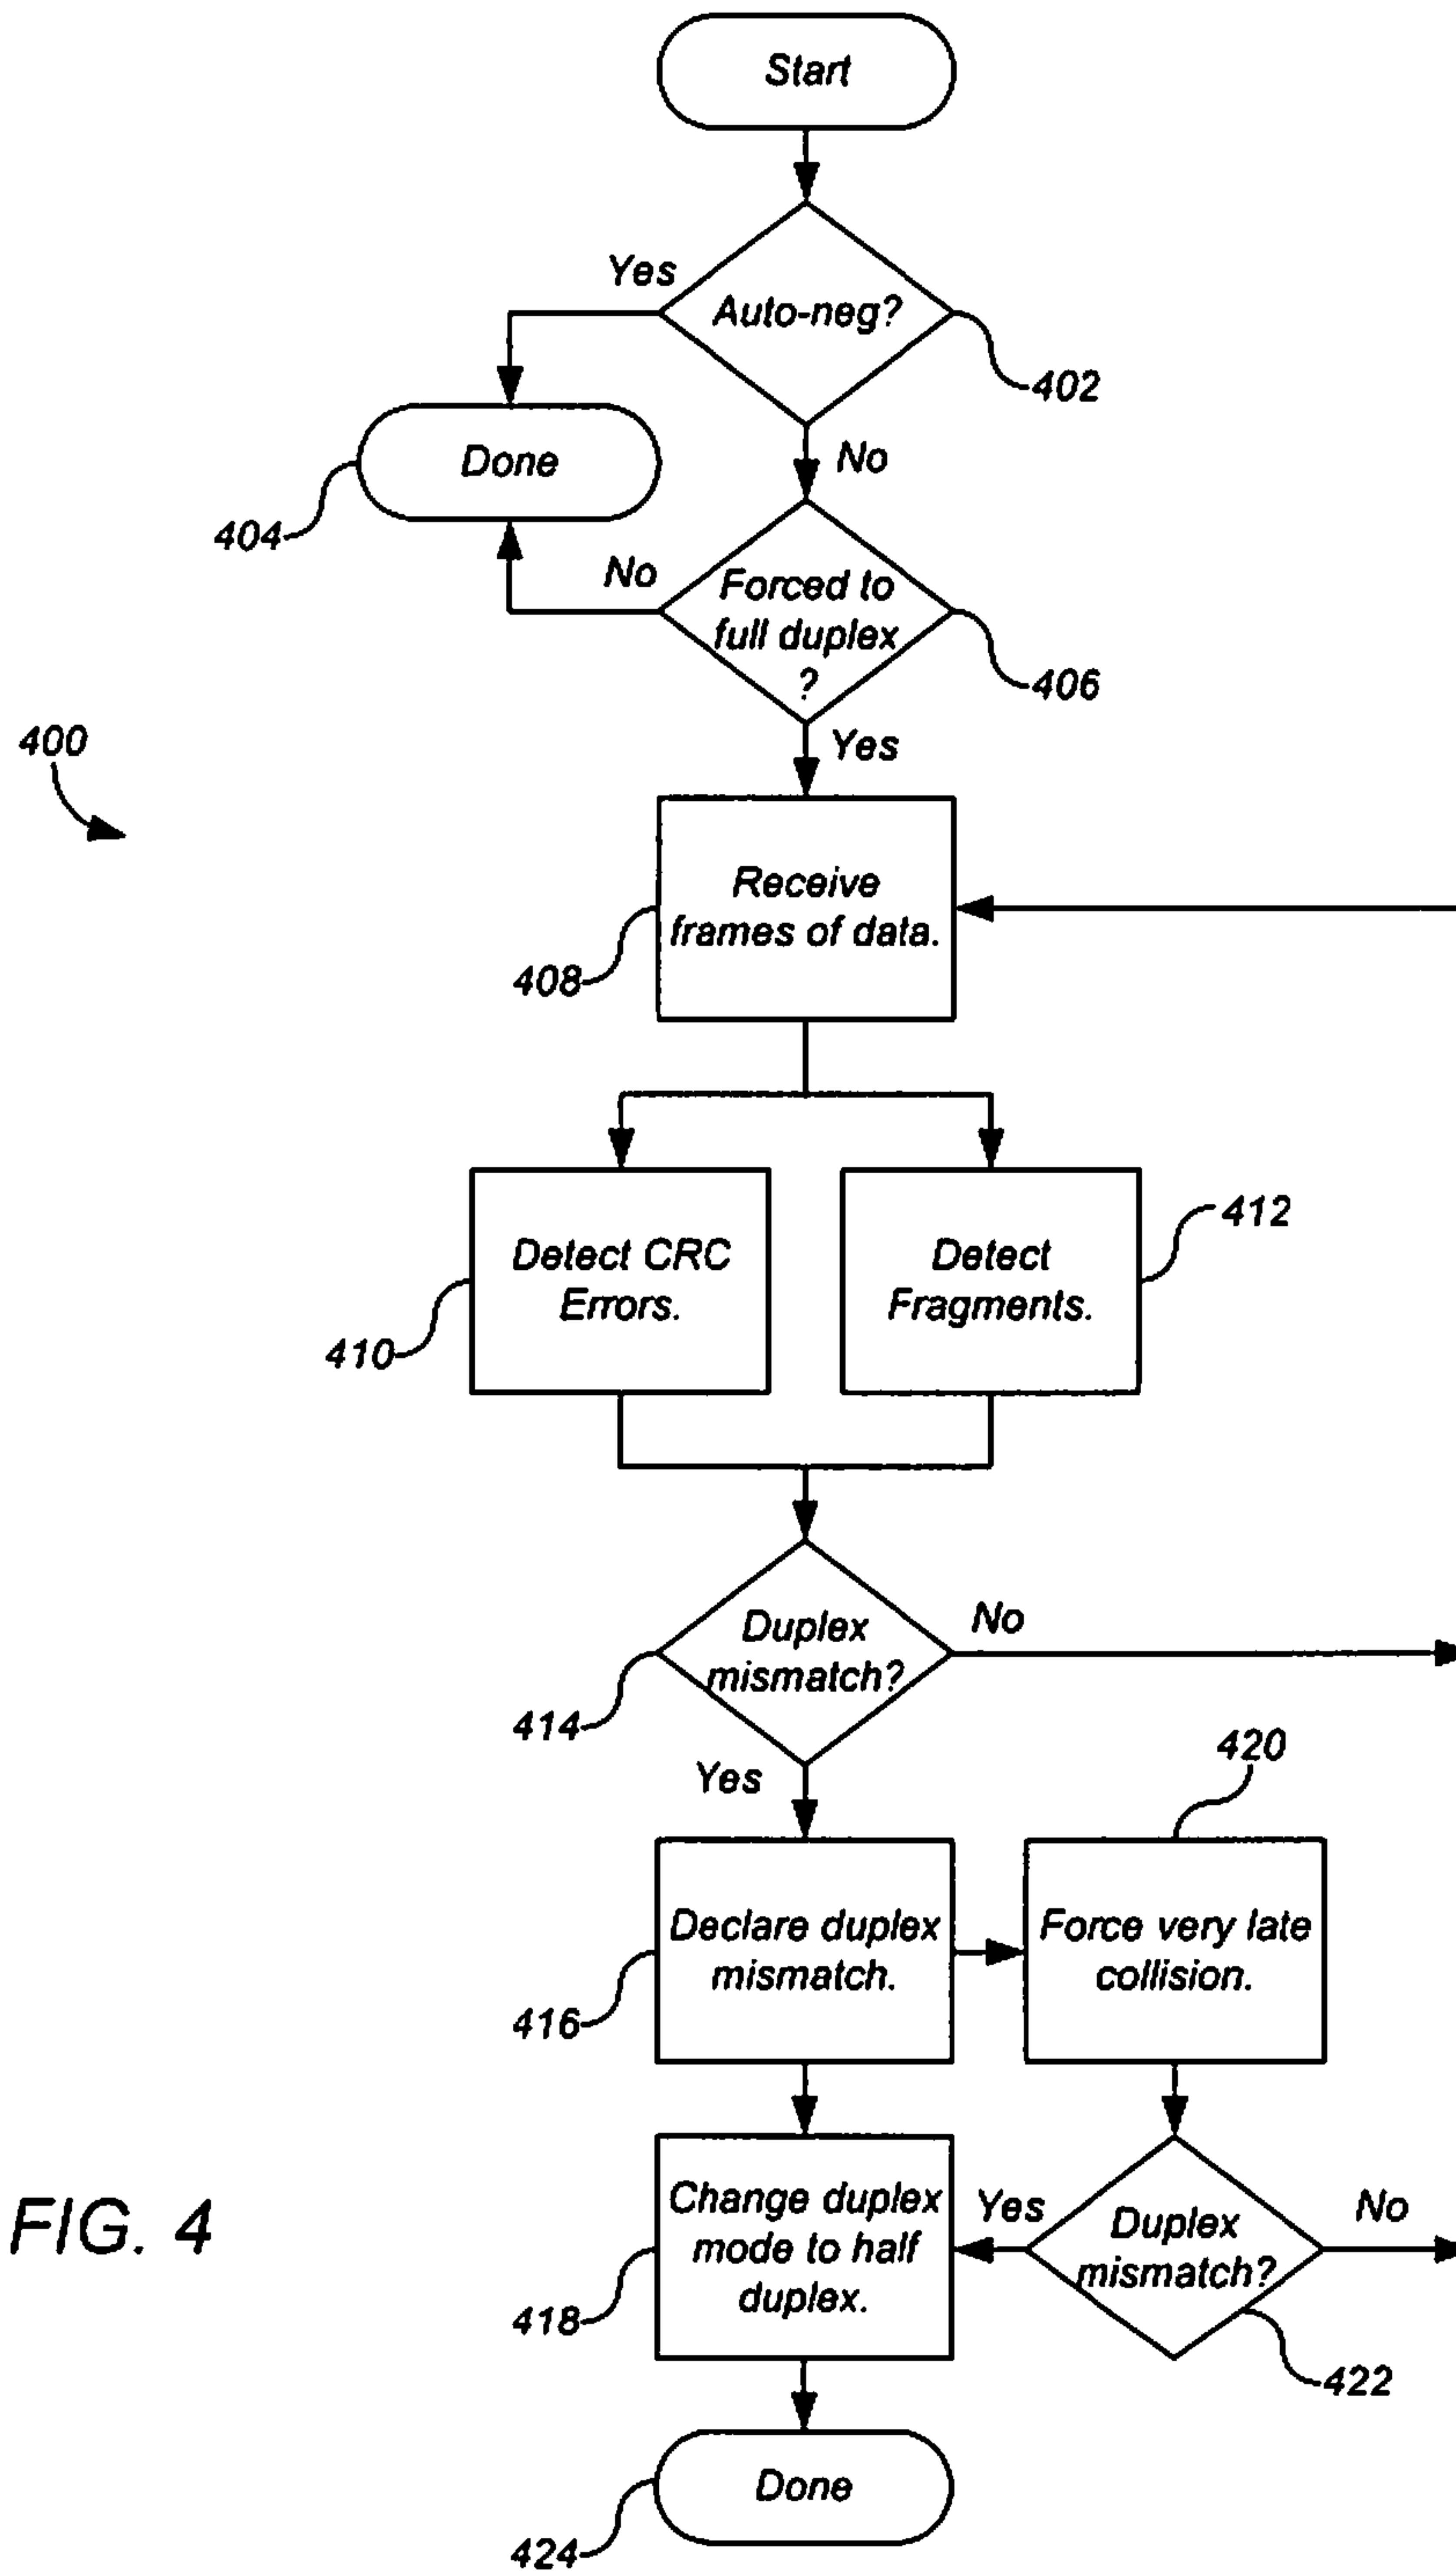 Start
Yes
Auto-neg?
402
Done
No
404
No
Forced to
full duplex
?
406
400
Yes
Receive
frames of data.
408
412
Detect CRC
Errors.
Detect
Fragments.
410
No
Duplex
mismatch?
414
420
Yes
Declare duplex
mismatch.
Force very late
collision.
416
Change duplex
mode to half
duplex.
Yes
Duplex
mismatch?
No
FIG. 4
418
422
Done
424